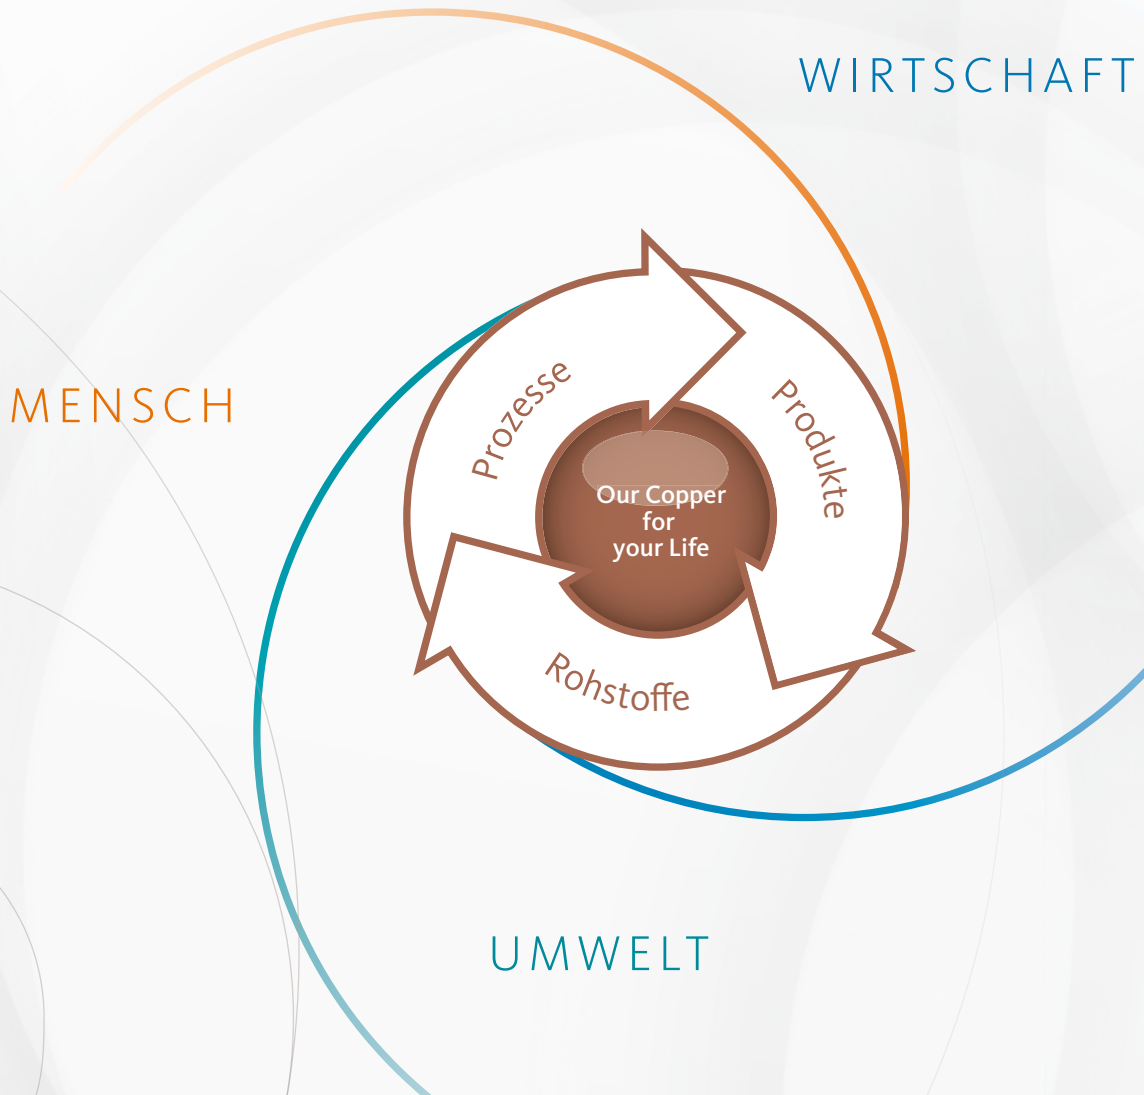 WIRTSCHAFT
MENSCH
Prozesse
Produkte
Our Copper
for
your Life
Rohstoffe
UMWELT